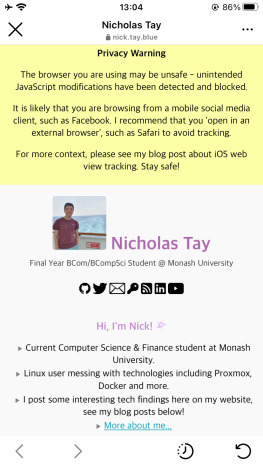 13:04
86%
Nicholas Tay
nick.tay.blue
Privacy Warning
The browser you are using may be unsafe – unintended
JavaScript modifications have been detected and blocked.
It is likely that you are browsing from a mobile social media
client, such as Facebook. I recommend that you 'open in an
external browser', such as Safari to avoid tracking.
For more context, please see my blog post about iOS web
view tracking. Stay safe!
Nicholas Tay
Final Year BCom/BCompSci Student @ Monash University
Hi, I'm Nick!
Current Computer Science & Finance student at Monash
University.
Linux user messing with technologies including Proxmox,
Docker and more.
I post some interesting tech findings here on my website,
see my blog posts below!
More about me...